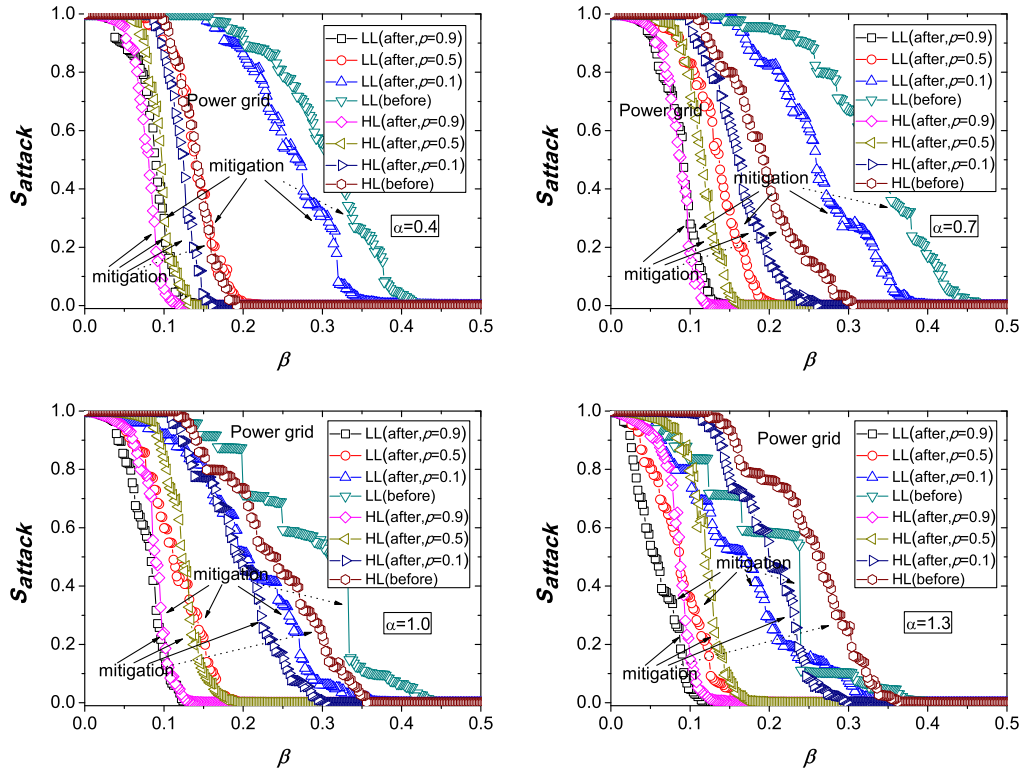 S_attack
1.0
0.8
0.6
0.4
0.2
0.0
0.0 0.1 0.2 0.3 0.4 0.5
β
LL(after,p=0.9)
LL(after,p=0.5)
LL(after,p=0.1)
LL(before)
HL(after,p=0.9)
HL(after,p=0.5)
HL(after,p=0.1)
HL(before)
Power grid
mitigation
α=0.4
mitigation
S_attack
1.0
0.8
0.6
0.4
0.2
0.0
0.0 0.1 0.2 0.3 0.4 0.5
β
LL(after,p=0.9)
LL(after,p=0.5)
LL(after,p=0.1)
LL(before)
HL(after,p=0.9)
HL(after,p=0.5)
HL(after,p=0.1)
HL(before)
Power grid
mitigation
α=0.7
mitigation
S_attack
1.0
0.8
0.6
0.4
0.2
0.0
0.0 0.1 0.2 0.3 0.4 0.5
β
Power grid
LL(after,p=0.9)
LL(after,p=0.5)
LL(after,p=0.1)
LL(before)
HL(after,p=0.9)
HL(after,p=0.5)
HL(after,p=0.1)
HL(before)
mitigation
α=1.0
mitigation
S_attack
1.0
0.8
0.6
0.4
0.2
0.0
0.0 0.1 0.2 0.3 0.4 0.5
β
Power grid
LL(after,p=0.9)
LL(after,p=0.5)
LL(after,p=0.1)
LL(before)
HL(after,p=0.9)
HL(after,p=0.5)
HL(after,p=0.1)
HL(before)
mitigation
α=1.3
mitigation